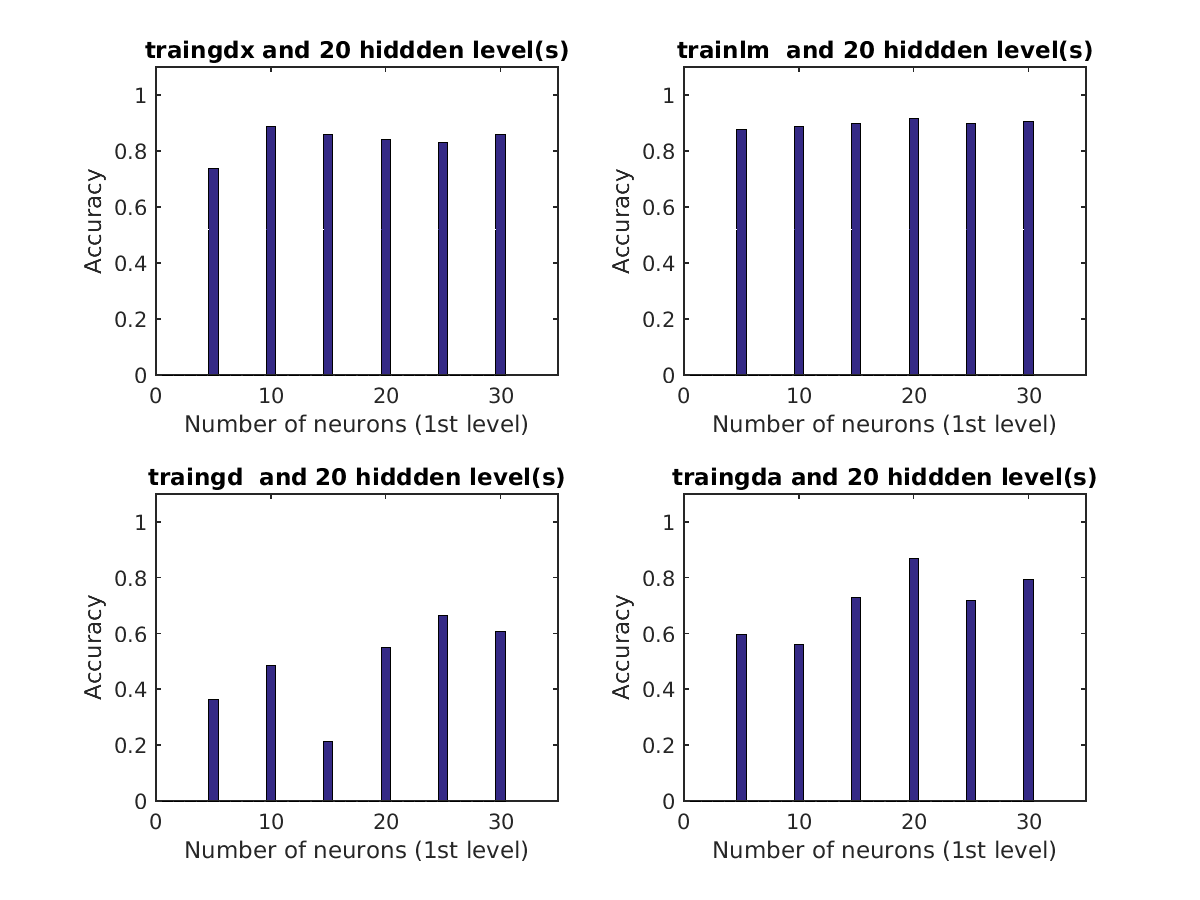 traingdx and 20 hiddden level(s)
1
0.8
0.6
0.4
0.2
0
Accuracy
0 10 20 30
Number of neurons (1st level)
trainlm  and 20 hiddden level(s)
1
0.8
0.6
0.4
0.2
0
Accuracy
0 10 20 30
Number of neurons (1st level)
traingd  and 20 hiddden level(s)
1
0.8
0.6
0.4
0.2
0
Accuracy
0 10 20 30
Number of neurons (1st level)
traingda and 20 hiddden level(s)
1
0.8
0.6
0.4
0.2
0
Accuracy
0 10 20 30
Number of neurons (1st level)